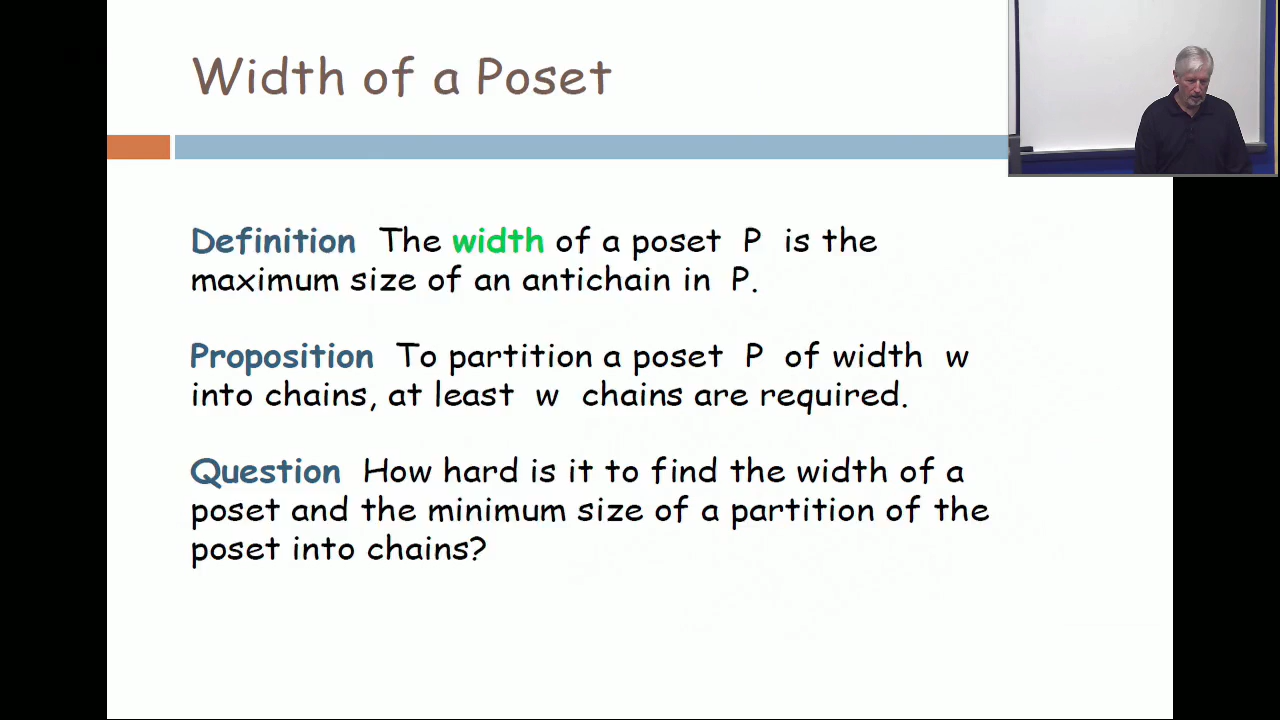 Width of a Poset
Definition The width of a poset P is the
maximum size of an antichain in P.
Proposition To partition a poset P of width w
into chains, at least w chains are required.
Question How hard is it to find the width of a
poset and the minimum size of a partition of the
poset into chains?